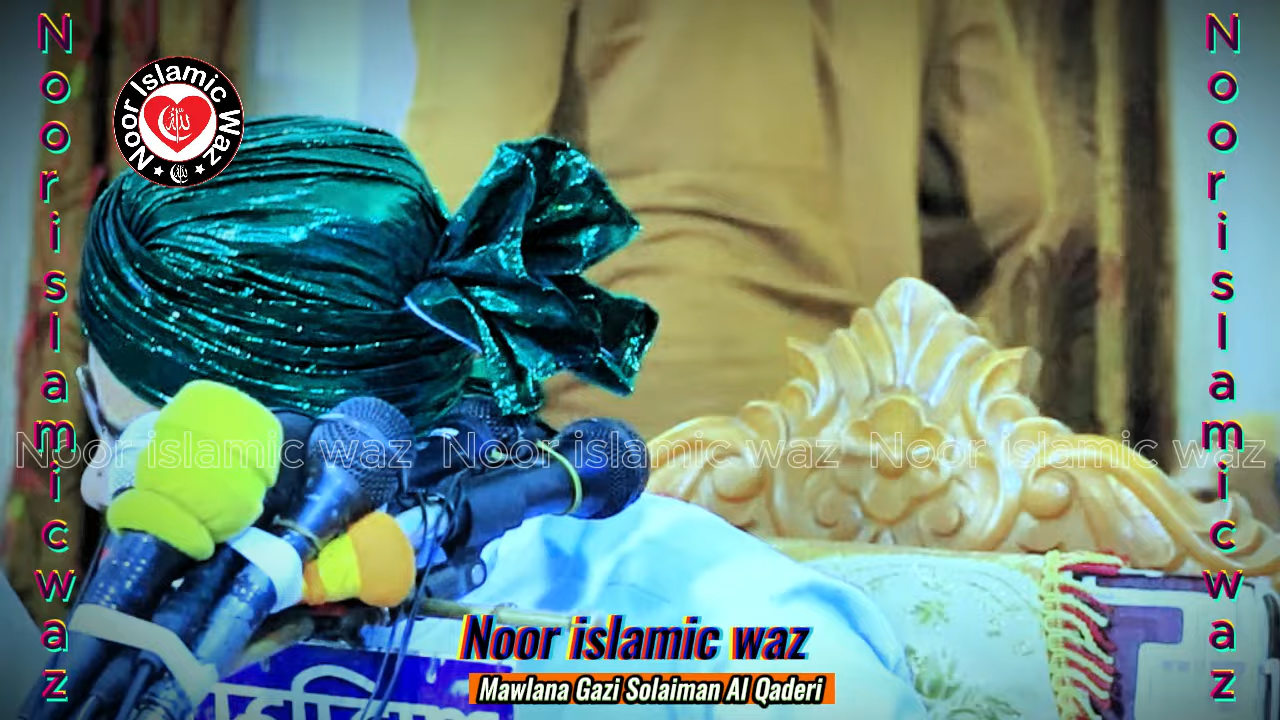 Noor islamic waz
Noor Islamic Waz
Noor islamic waz
Noor islamic waz Noor islamic waz Noor islamic waz
Noor islamic waz
Mawlana Gazi Solaiman Al Qaderi